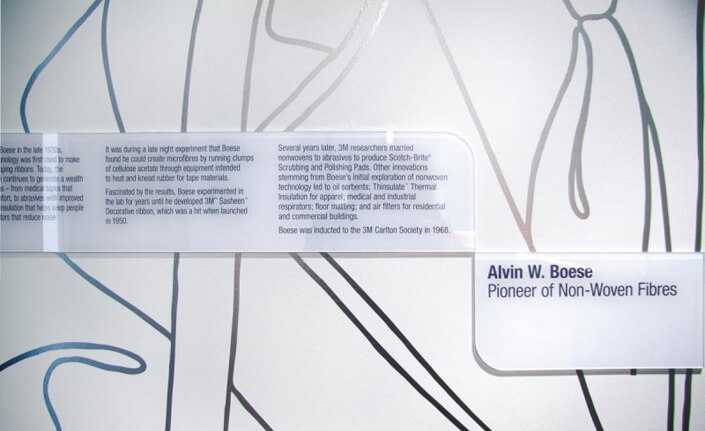 Boese in the late 1930s,
nology was first used to make
ping ribbons. Today, the
continues to generate a wealth
s – from medical tapes that
fort, to abrasives with improved
nsulation that helps keep people
tors that reduce noise.
It was during a late night experiment that Boese
found he could create microfibres by running clumps
of cellulose acetate through equipment intended
to heat and knead rubber for tape materials.
Fascinated by the results, Boese experimented in
the lab for years until he developed 3M™ Sasheen™
Decorative ribbon, which was a hit when launched
in 1950.
Several years later, 3M researchers married
nonwovens to abrasives to produce Scotch-Brite®
Scrubbing and Polishing Pads. Other innovations
stemming from Boese's initial exploration of nonwoven
technology led to oil sorbents; Thinsulate™ Thermal
Insulation for apparel; medical and industrial
respirators; floor matting; and air filters for residential
and commercial buildings.
Boese was inducted to the 3M Carlton Society in 1968.
Alvin W. Boese
Pioneer of Non-Woven Fibres